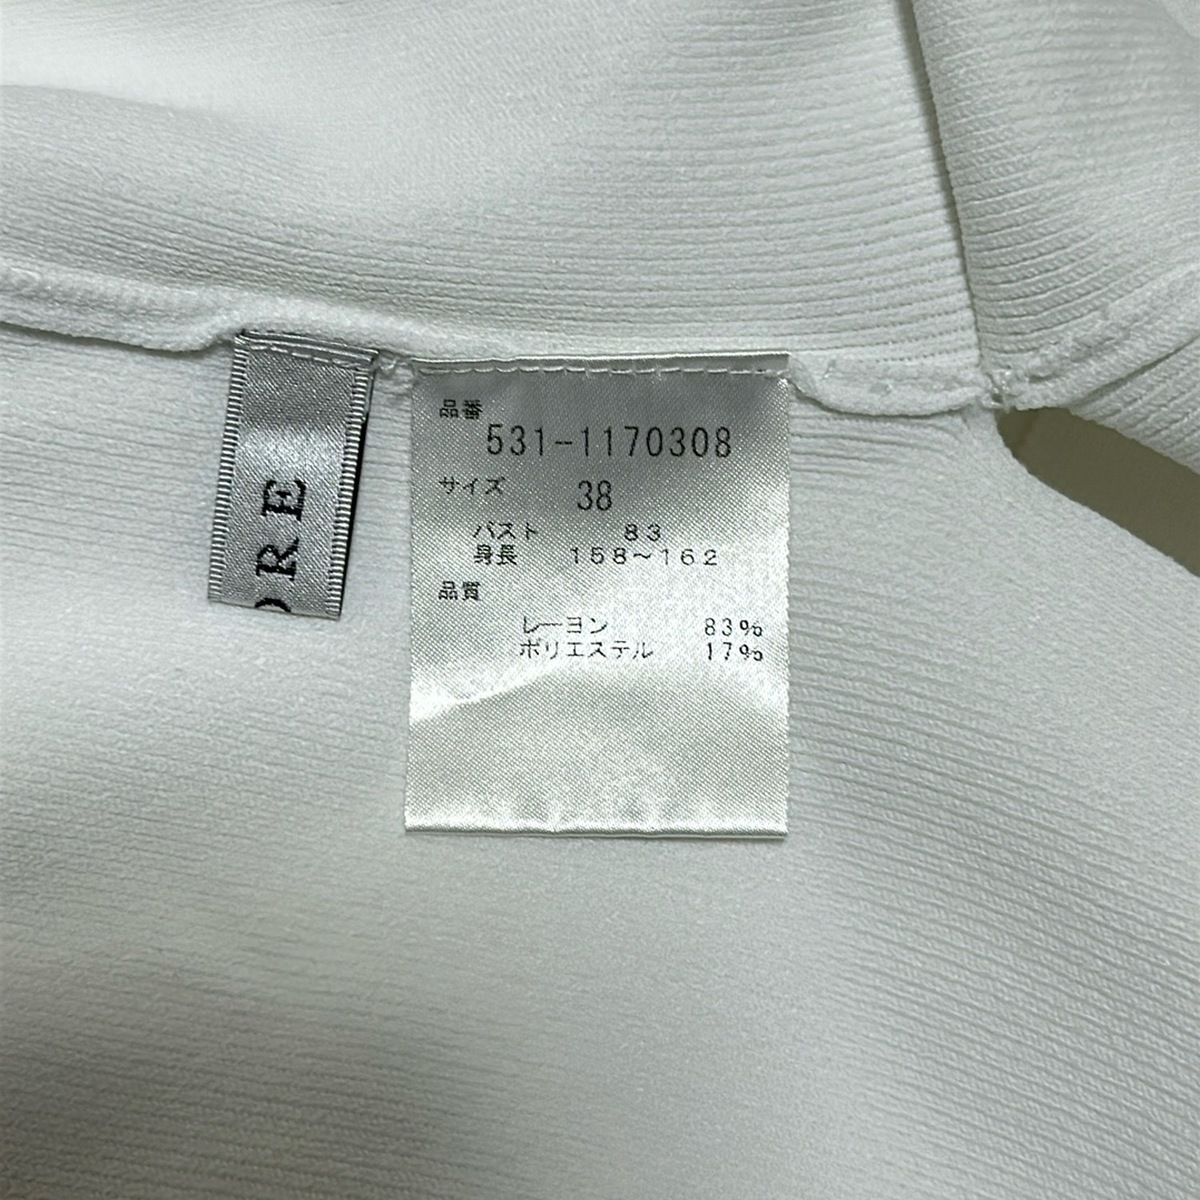 ORE
品番
531-1170308
サイズ 38
バスト 83
身長 158~162
品質
レーヨン 83%
ポリエステル 17%